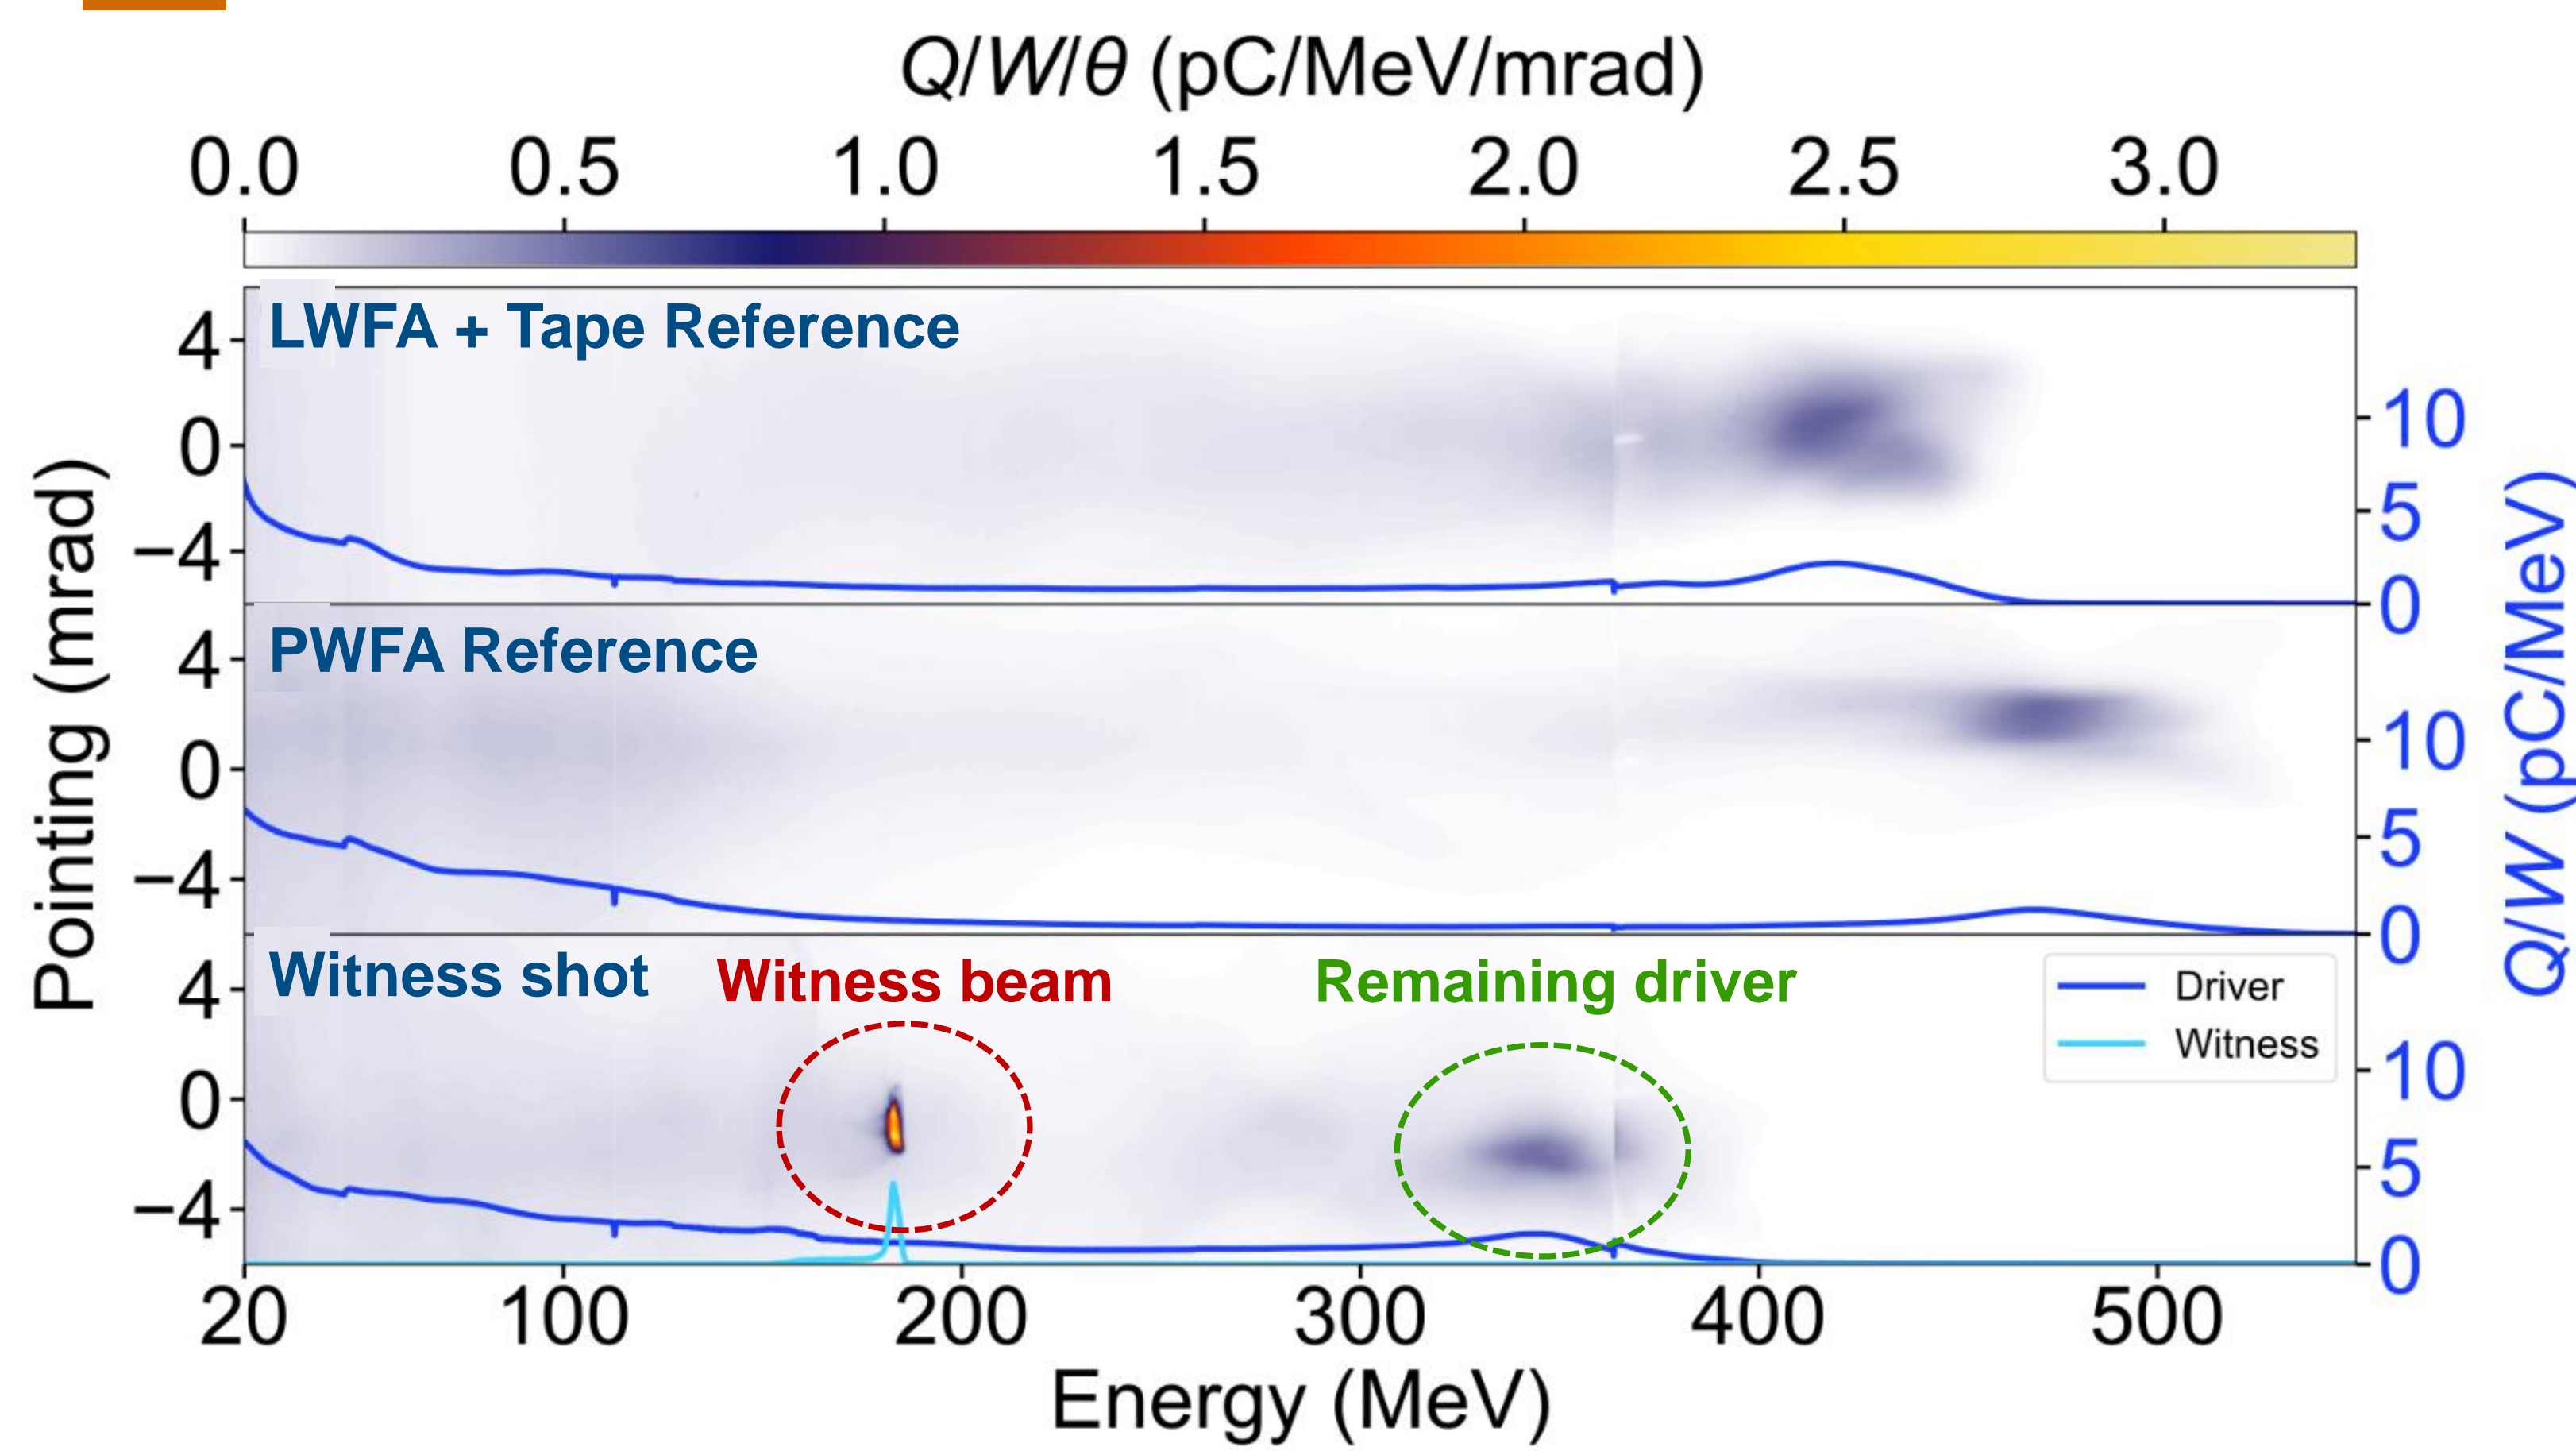 Q/W/θ (pC/MeV/mrad)
0.0 0.5 1.0 1.5 2.0 2.5 3.0
Pointing (mrad)
LWFA + Tape Reference
4
0
−4
10
5
0
PWFA Reference
4
0
−4
10
5
0
Witness shot
Witness beam
Remaining driver
Driver
Witness
4
0
−4
10
5
0
Q/W (pC/MeV)
20 100 200 300 400 500
Energy (MeV)